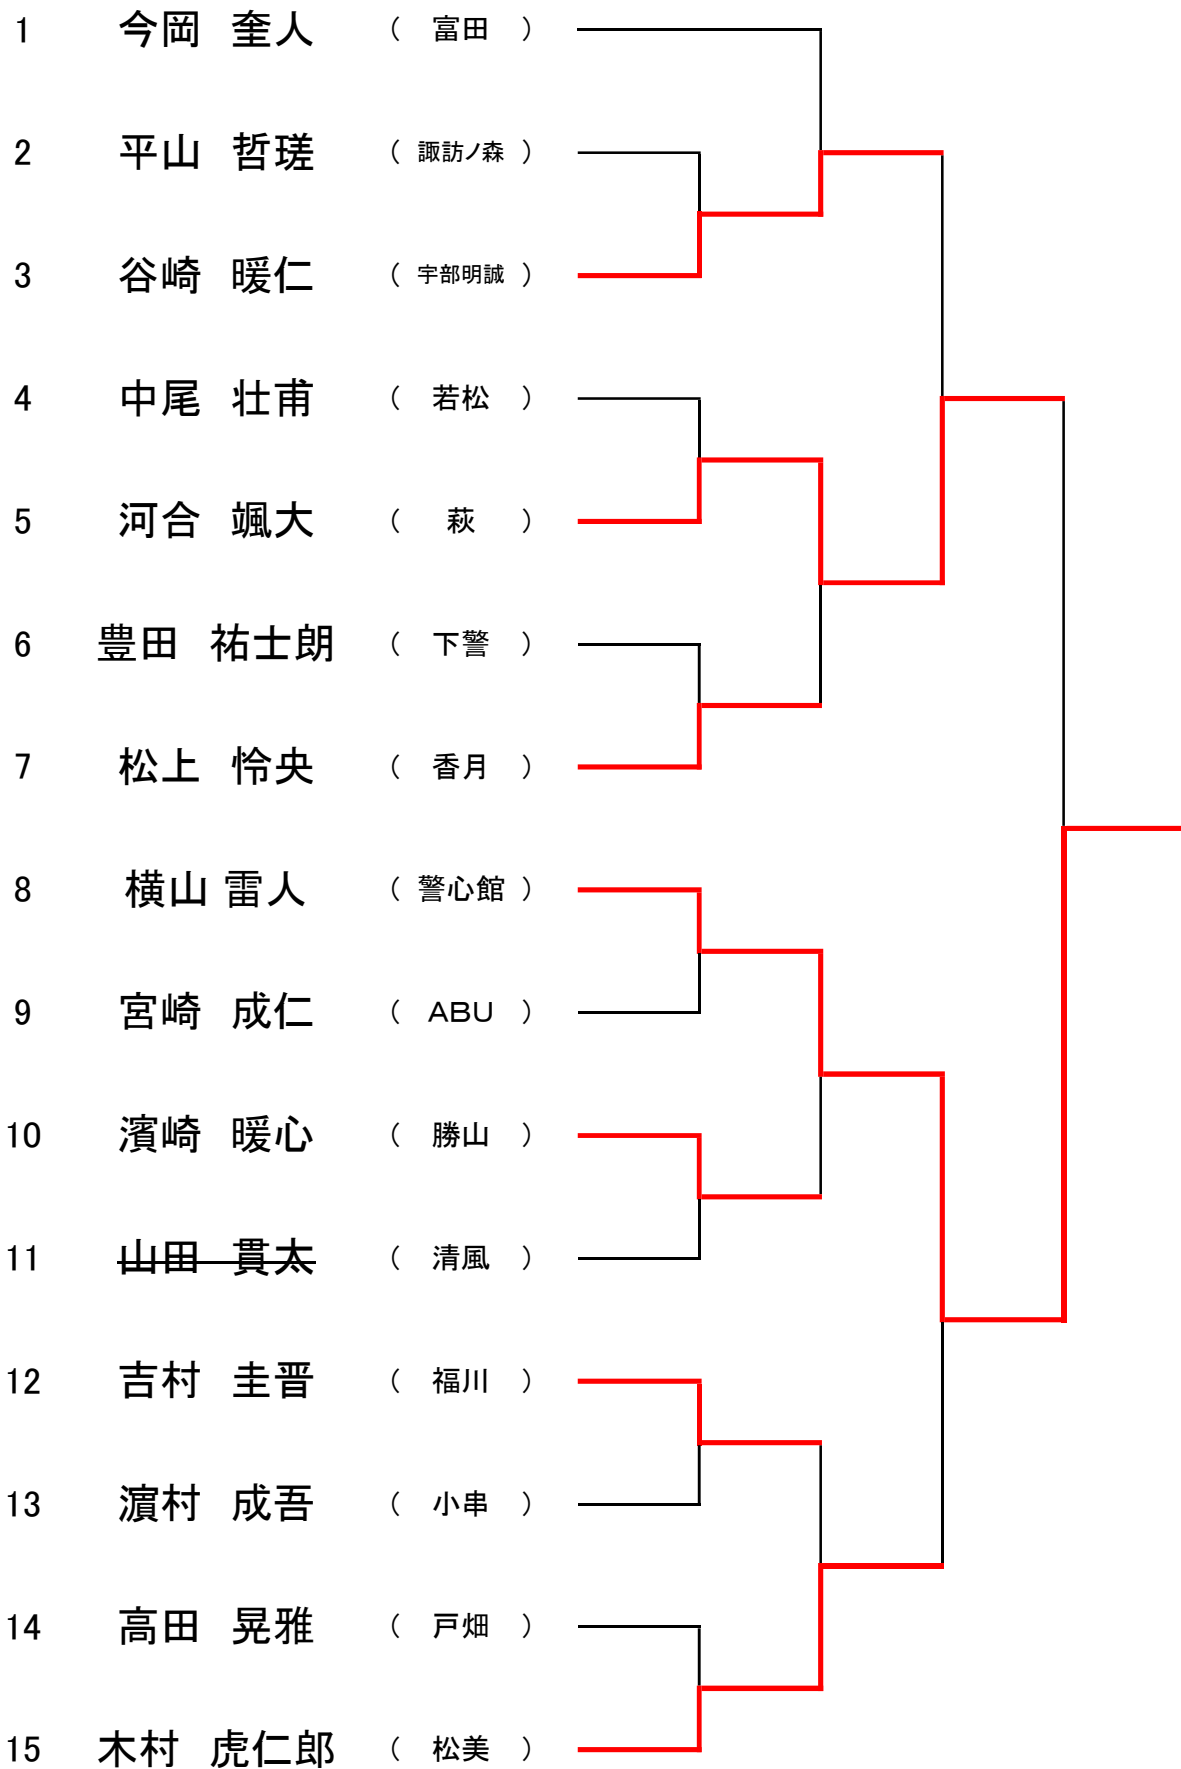 1 今岡 奎人 ( 富田 )
2 平山 哲瑳 ( 諏訪ノ森 )
3 谷崎 暖仁 ( 宇部明誠 )
4 中尾 壮甫 ( 若松 )
5 河合 颯大 ( 萩 )
6 豊田 祐士朗 ( 下警 )
7 松上 怜央 ( 香月 )
8 横山 雷人 ( 警心館 )
9 宮崎 成仁 ( ABU )
10 濱崎 暖心 ( 勝山 )
11 山田 貫太 ( 清風 )
12 吉村 圭晋 ( 福川 )
13 濵村 成吾 ( 小串 )
14 高田 晃雅 ( 戸畑 )
15 木村 虎仁郎 ( 松美 )